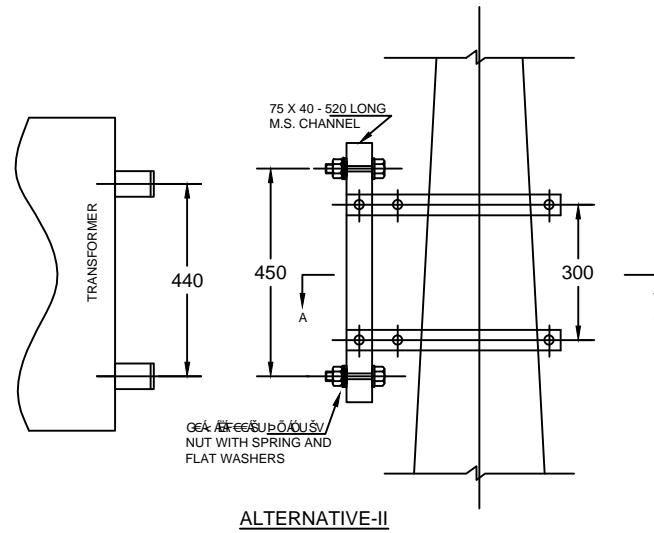 75 X 40 - 520 LONG
M.S. CHANNEL
TRANSFORMER
440
450
300
A
NUT WITH SPRING AND
FLAT WASHERS
ALTERNATIVE-II